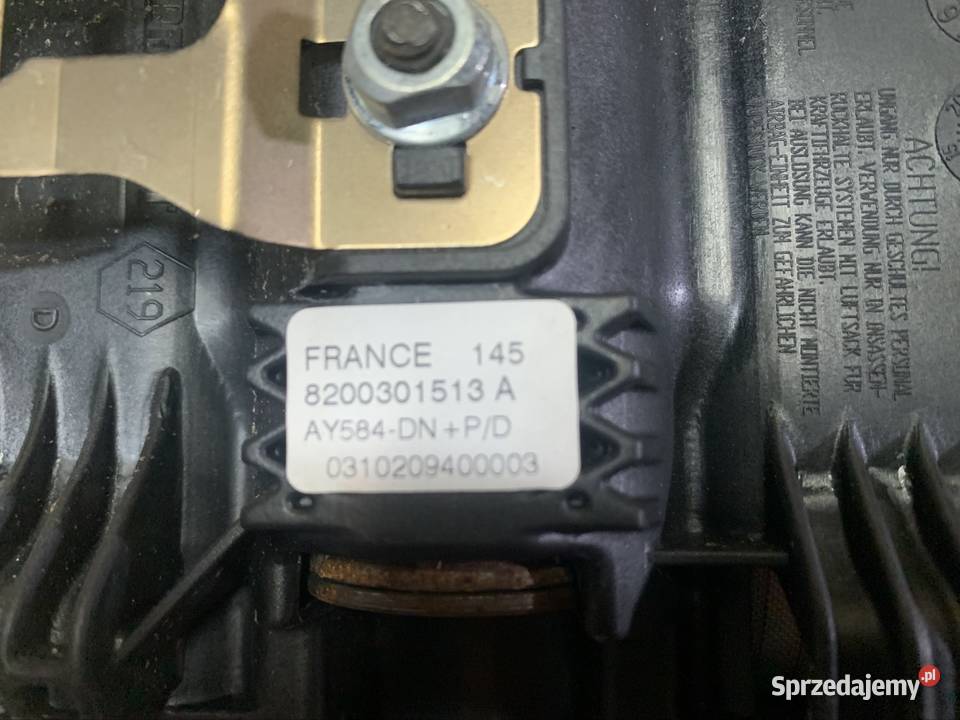 FRANCE 145
8200301513 A
AY584-DN+P/D
0310209400003
219
D
ACHTUNG!
UMGANG NUR DURCH GESCHULTES PERSONAL
ERLAUBT. VERWENDUNG NUR IN INSASSEN-
RÜCKHALTE SYSTEMEN MIT LUFTSACK FÜR
KRAFTFAHRZEUGE ERLAUBT.
BEI AUSLÖSUNG KANN DIE NICHT MONTIERTE
AIRBAG-EINHEIT ZUM GEFÄHRLICHEN
Sprzedajemy.pl